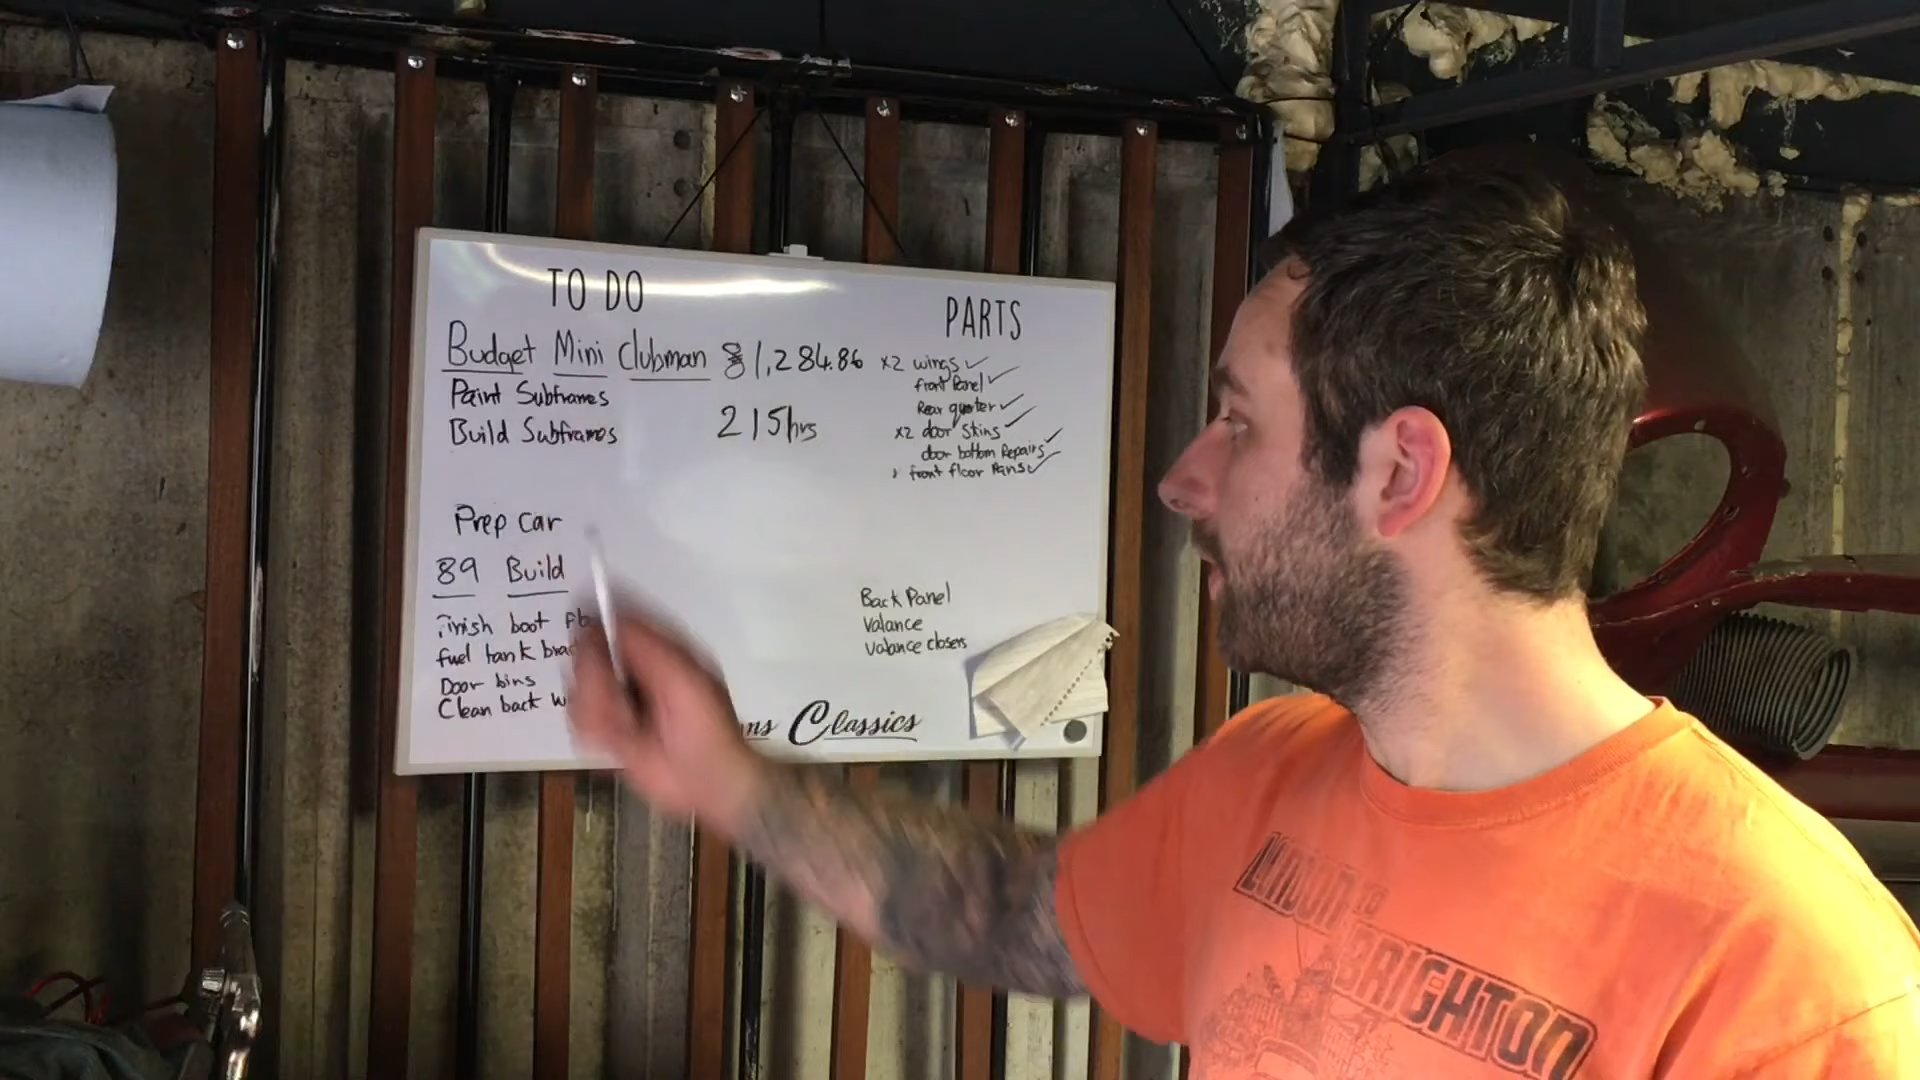 TO DO
Budget Mini Clubman 1,284.86
Paint Subframes
Build Subframes
215hrs
Prep car
89 Build
Finish boot
fuel tank
Door bins
Clean back
PARTS
x2 wings ✓
front Panel ✓
Rear quarter ✓
x2 door skins ✓
door bottom Repairs ✓
front floor Pans ✓
Back Panel
Valance
Valance closers
Classics
LONDON TO
BRIGHTON